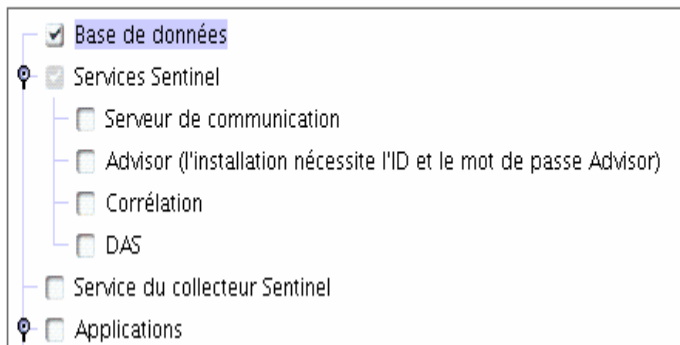 Base de données
Services Sentinel
Serveur de communication
Advisor (l'installation nécessite l'ID et le mot de passe Advisor)
Corrélation
DAS
Service du collecteur Sentinel
Applications